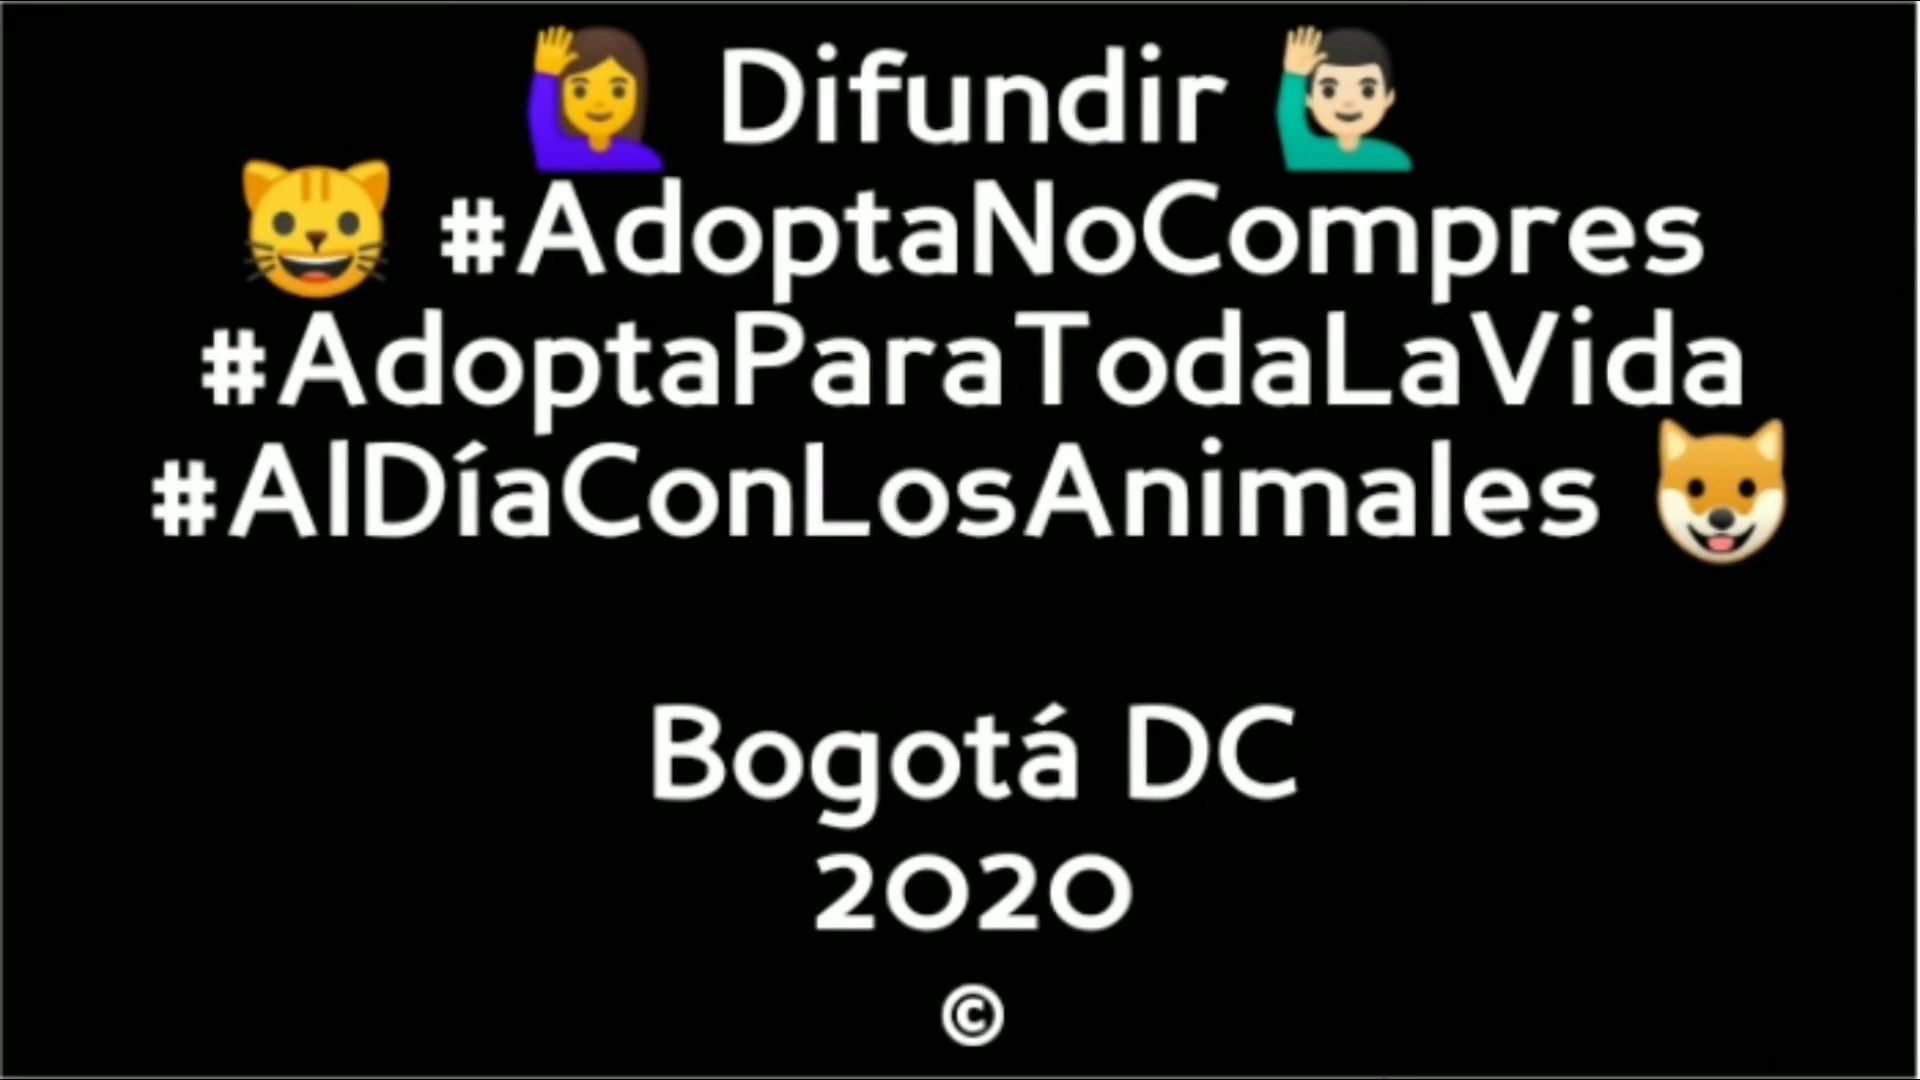 🙋‍♀️ Difundir 🙋🏻‍♂️
😺 #AdoptaNoCompres
#AdoptaParaTodaLaVida
#AlDíaConLosAnimales 🐶
Bogotá DC
2020
©